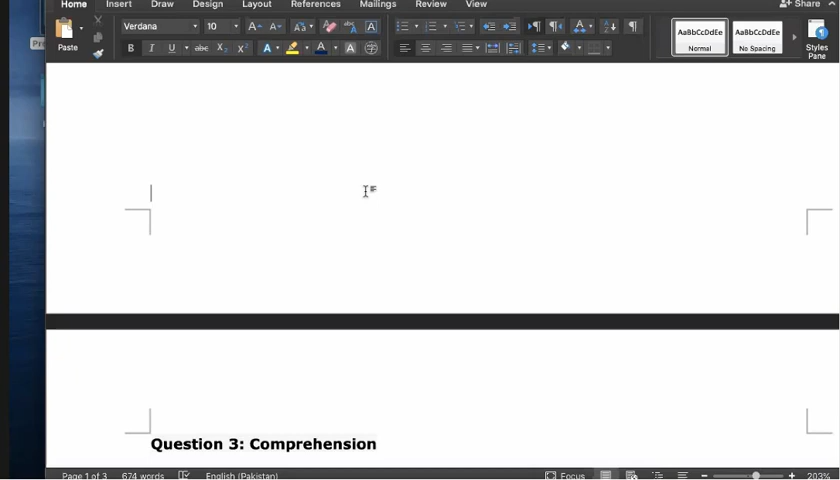 Home Insert Draw Design Layout References Mailings Review View Share
Paste
Verdana 10
AaBbCcDdEe AaBbCcDdEe
Normal No Spacing Styles Pane
Question 3: Comprehension
Page 1 of 3 674 words English (Pakistan) Focus 203%